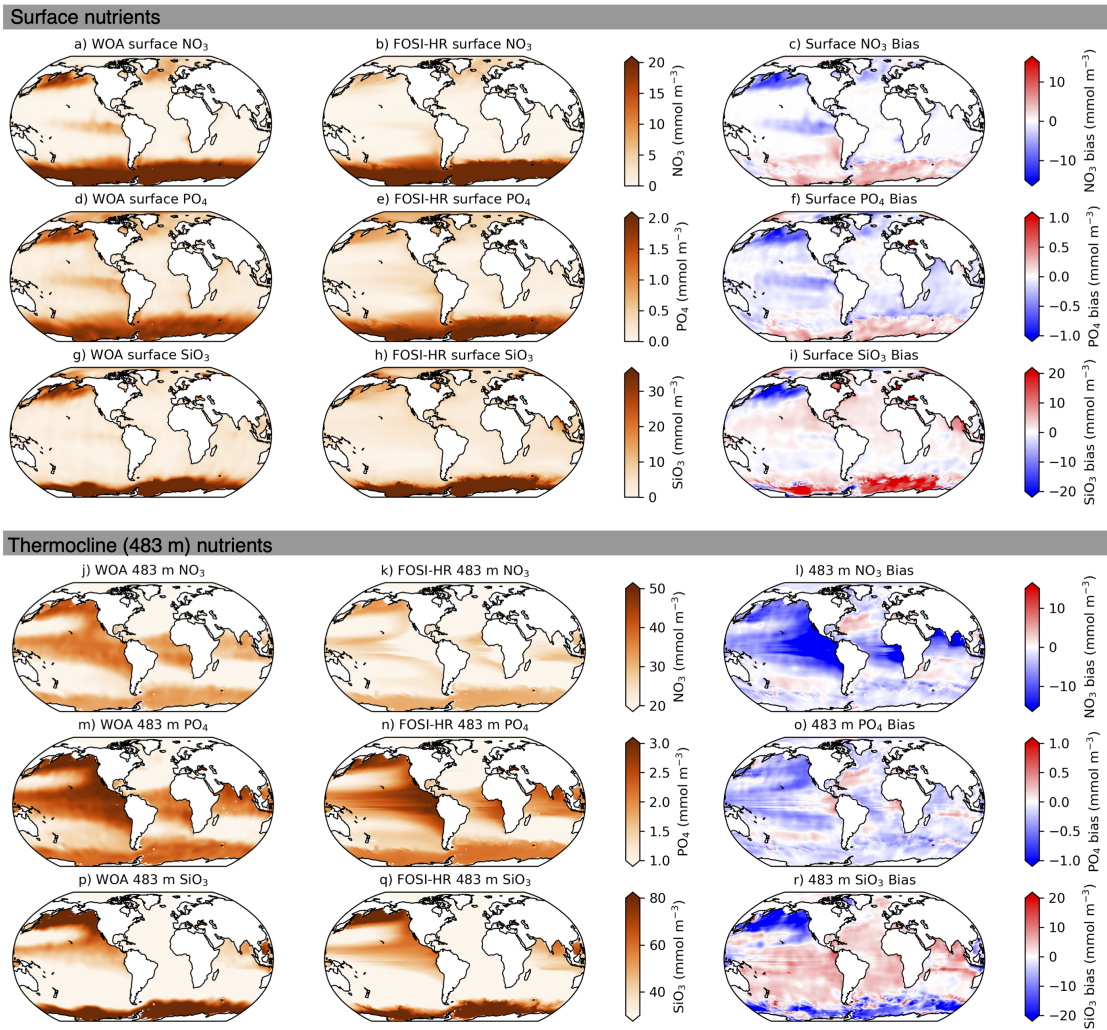 Surface nutrients
a) WOA surface NO₃
b) FOSI-HR surface NO₃
c) Surface NO₃ Bias
20
15
10
5
0
NO₃ (mmol m⁻³)
10
0
−10
NO₃ bias (mmol m⁻³)
d) WOA surface PO₄
e) FOSI-HR surface PO₄
f) Surface PO₄ Bias
2.0
1.5
1.0
0.5
0.0
PO₄ (mmol m⁻³)
1.0
0.5
0.0
−0.5
−1.0
PO₄ bias (mmol m⁻³)
g) WOA surface SiO₃
h) FOSI-HR surface SiO₃
i) Surface SiO₃ Bias
30
20
10
0
SiO₃ (mmol m⁻³)
20
10
0
−10
−20
SiO₃ bias (mmol m⁻³)
Thermocline (483 m) nutrients
j) WOA 483 m NO₃
k) FOSI-HR 483 m NO₃
l) 483 m NO₃ Bias
50
40
30
20
NO₃ (mmol m⁻³)
10
0
−10
NO₃ bias (mmol m⁻³)
m) WOA 483 m PO₄
n) FOSI-HR 483 m PO₄
o) 483 m PO₄ Bias
3.0
2.5
2.0
1.5
1.0
PO₄ (mmol m⁻³)
1.0
0.5
0.0
−0.5
−1.0
PO₄ bias (mmol m⁻³)
p) WOA 483 m SiO₃
q) FOSI-HR 483 m SiO₃
r) 483 m SiO₃ Bias
80
60
40
SiO₃ (mmol m⁻³)
20
10
0
−10
−20
SiO₃ bias (mmol m⁻³)